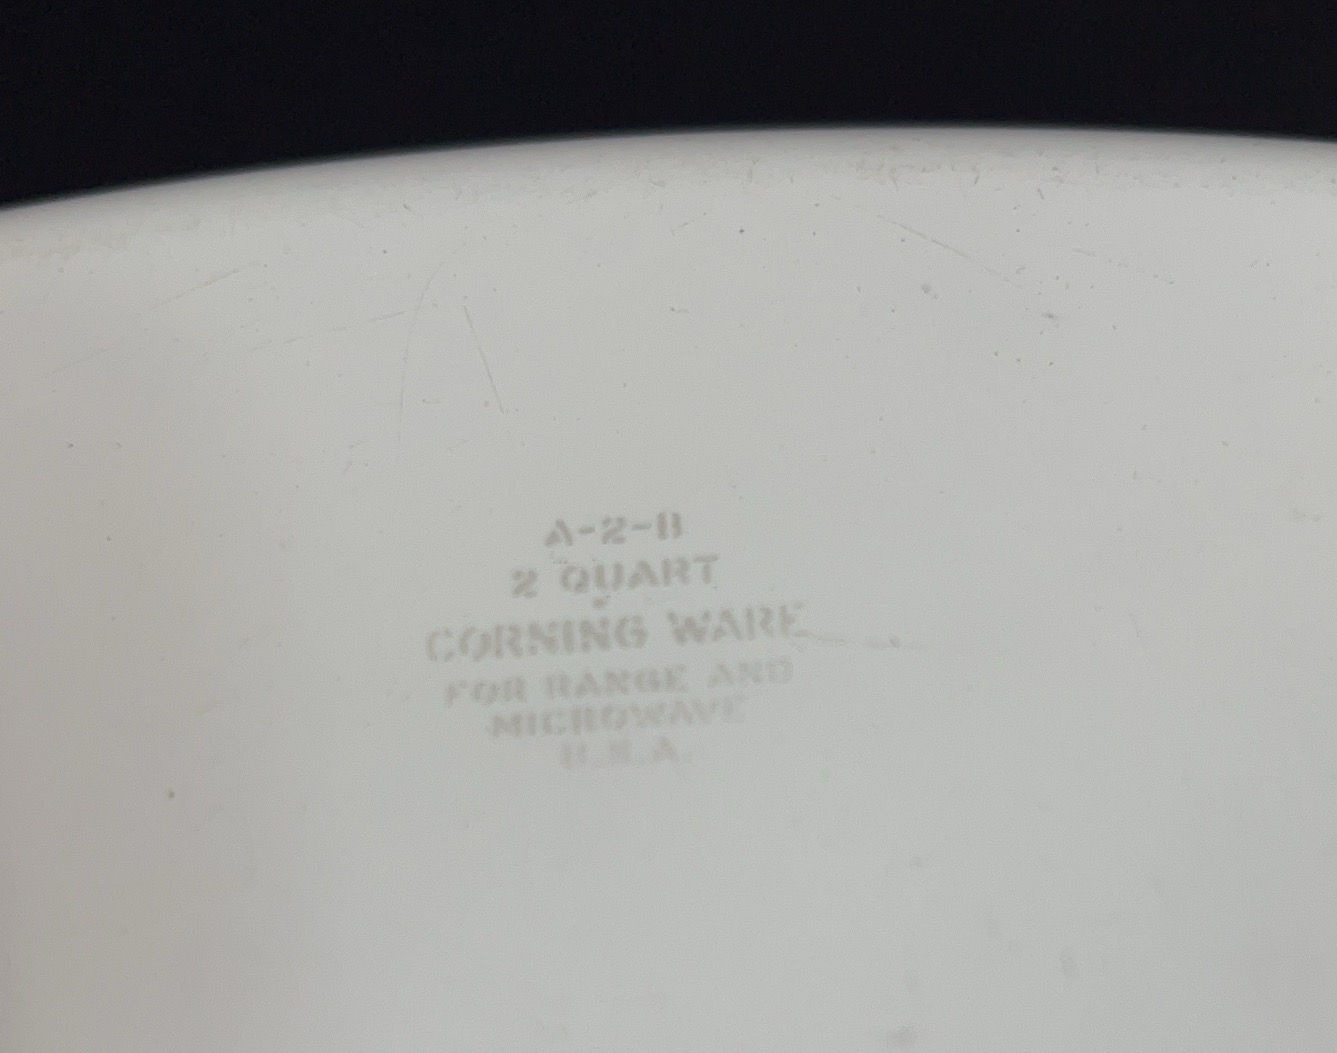 A-2-B
2 QUART
CORNING WARE
FOR RANGE AND
MICROWAVE
U.S.A.